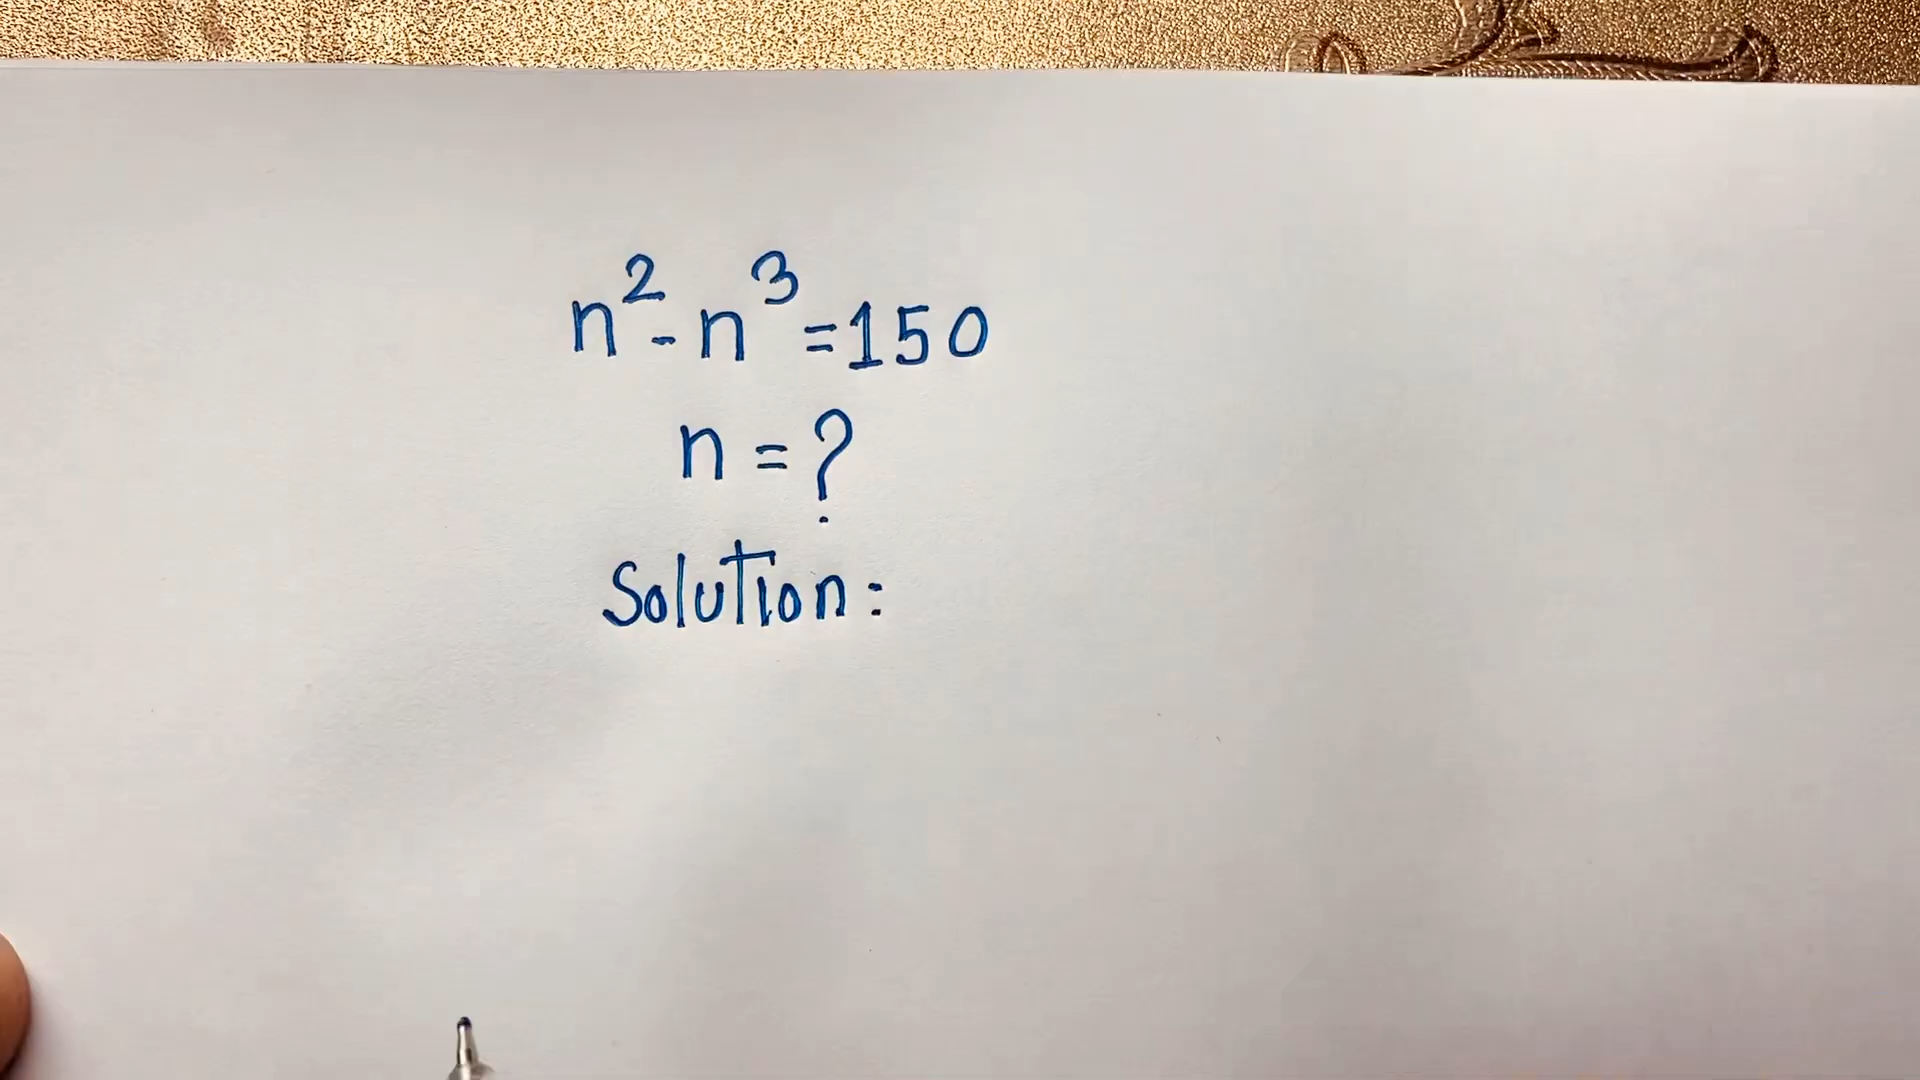 n² - n³ = 150
n = ?
Solution: